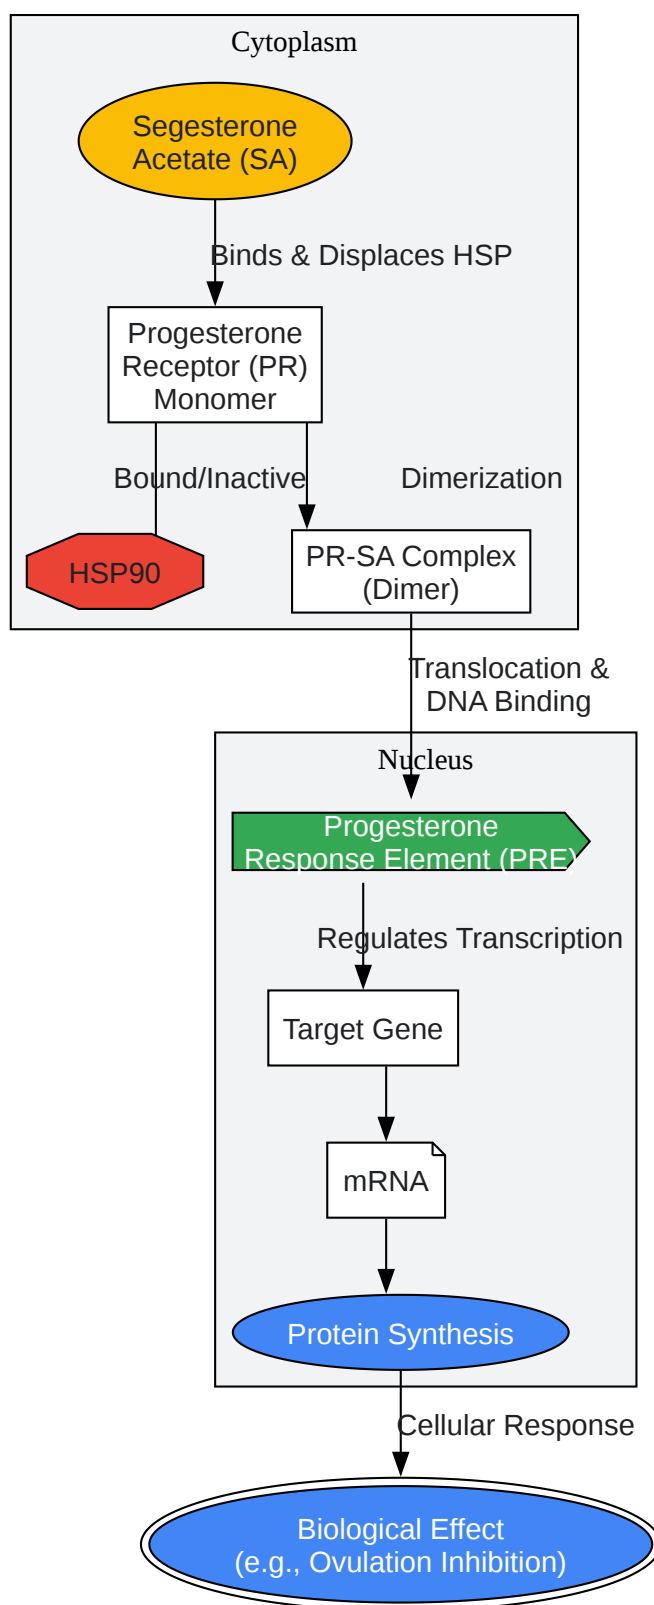 Cytoplasm
Segesterone
Acetate (SA)
Binds & Displaces HSP
Progesterone
Receptor (PR)
Monomer
Bound/Inactive
Dimerization
HSP90
PR-SA Complex
(Dimer)
Translocation &
DNA Binding
Nucleus
Progesterone
Response Element (PRE)
Regulates Transcription
Target Gene
mRNA
Protein Synthesis
Cellular Response
Biological Effect
(e.g., Ovulation Inhibition)